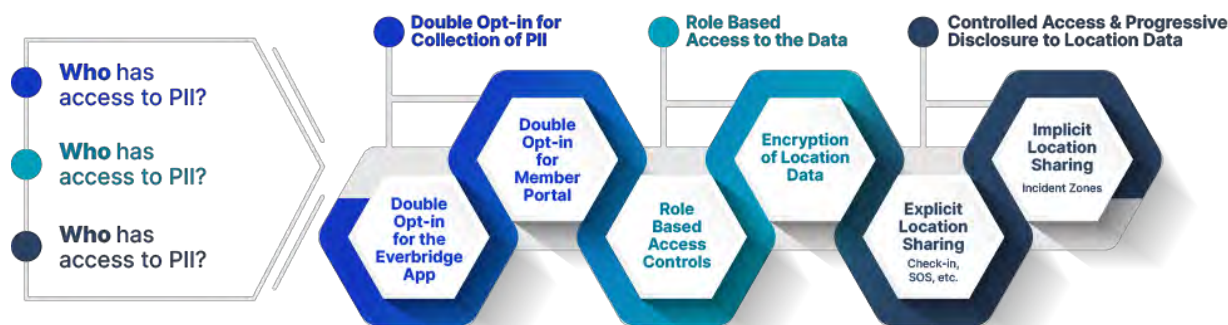 Who has
access to PII?
Who has
access to PII?
Who has
access to PII?
Double Opt-in for
Collection of PII
Role Based
Access to the Data
Controlled Access & Progressive
Disclosure to Location Data
Double
Opt-in
for the
Everbridge
App
Double
Opt-in
for
Member
Portal
Role
Based
Access
Controls
Encryption
of Location
Data
Explicit
Location
Sharing
Check-in,
SOS, etc.
Implicit
Location
Sharing
Incident Zones